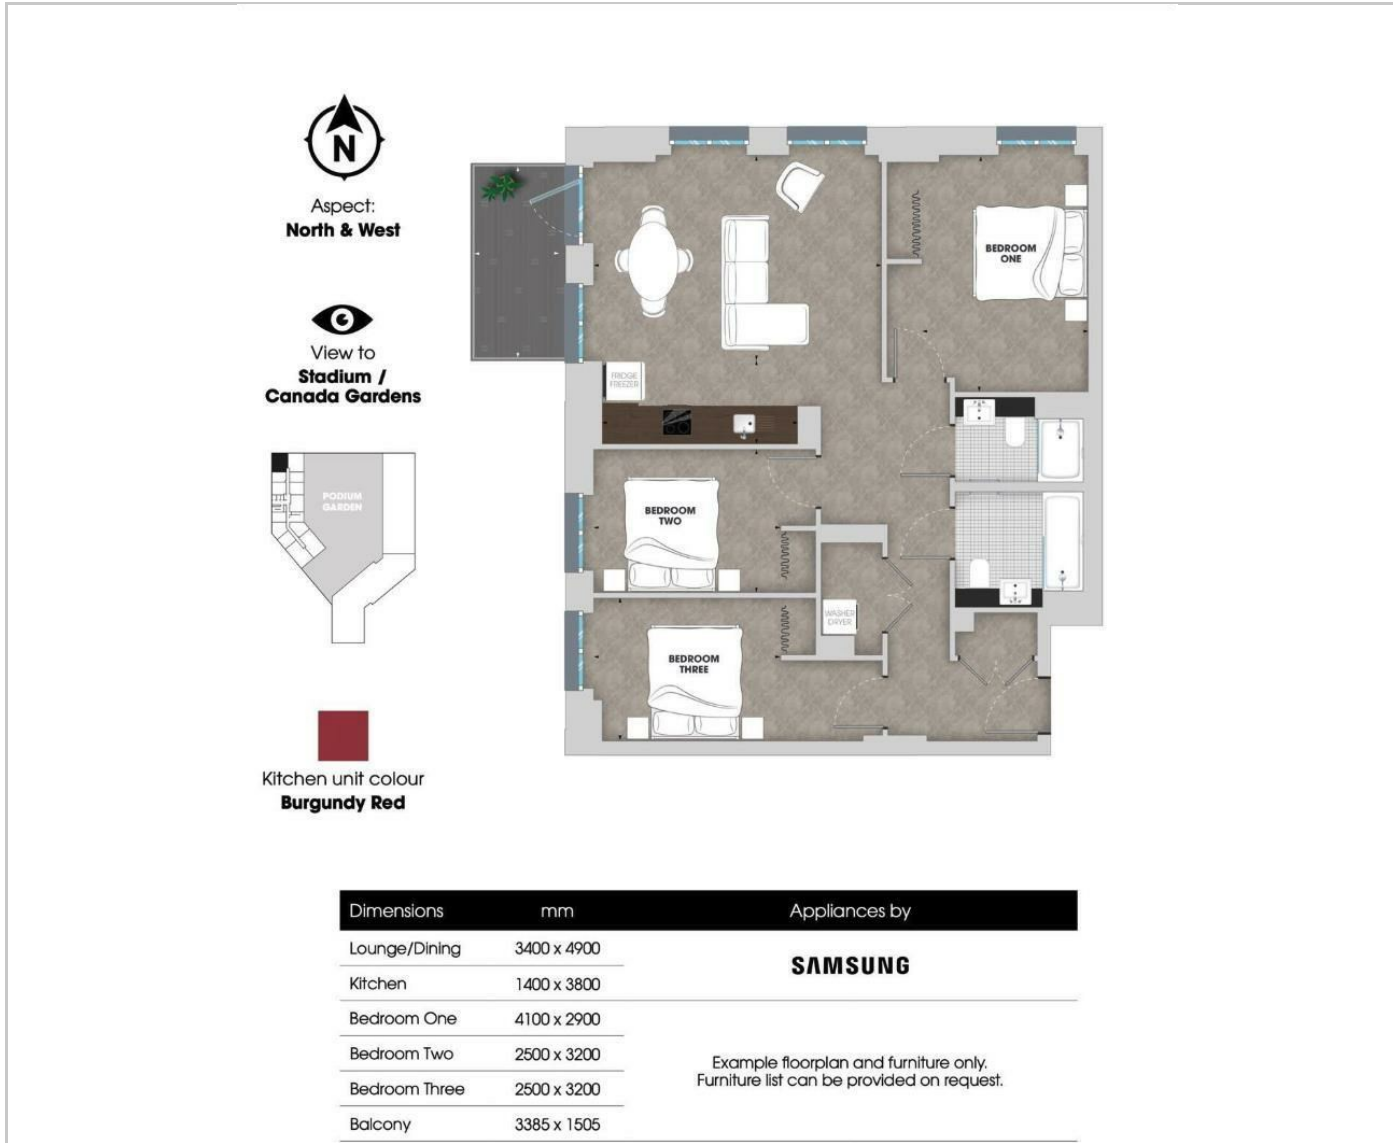 N
Aspect:
North & West
View to
Stadium /
Canada Gardens
PODIUM
GARDEN
Kitchen unit colour
Burgundy Red
BEDROOM
ONE
FRIDGE
FREEZER
BEDROOM
TWO
WASHER
DRYER
BEDROOM
THREE
Dimensions mm Appliances by
Lounge/Dining 3400 x 4900
SAMSUNG
Kitchen 1400 x 3800
Bedroom One 4100 x 2900
Bedroom Two 2500 x 3200
Bedroom Three 2500 x 3200
Balcony 3385 x 1505
Example floorplan and furniture only.
Furniture list can be provided on request.